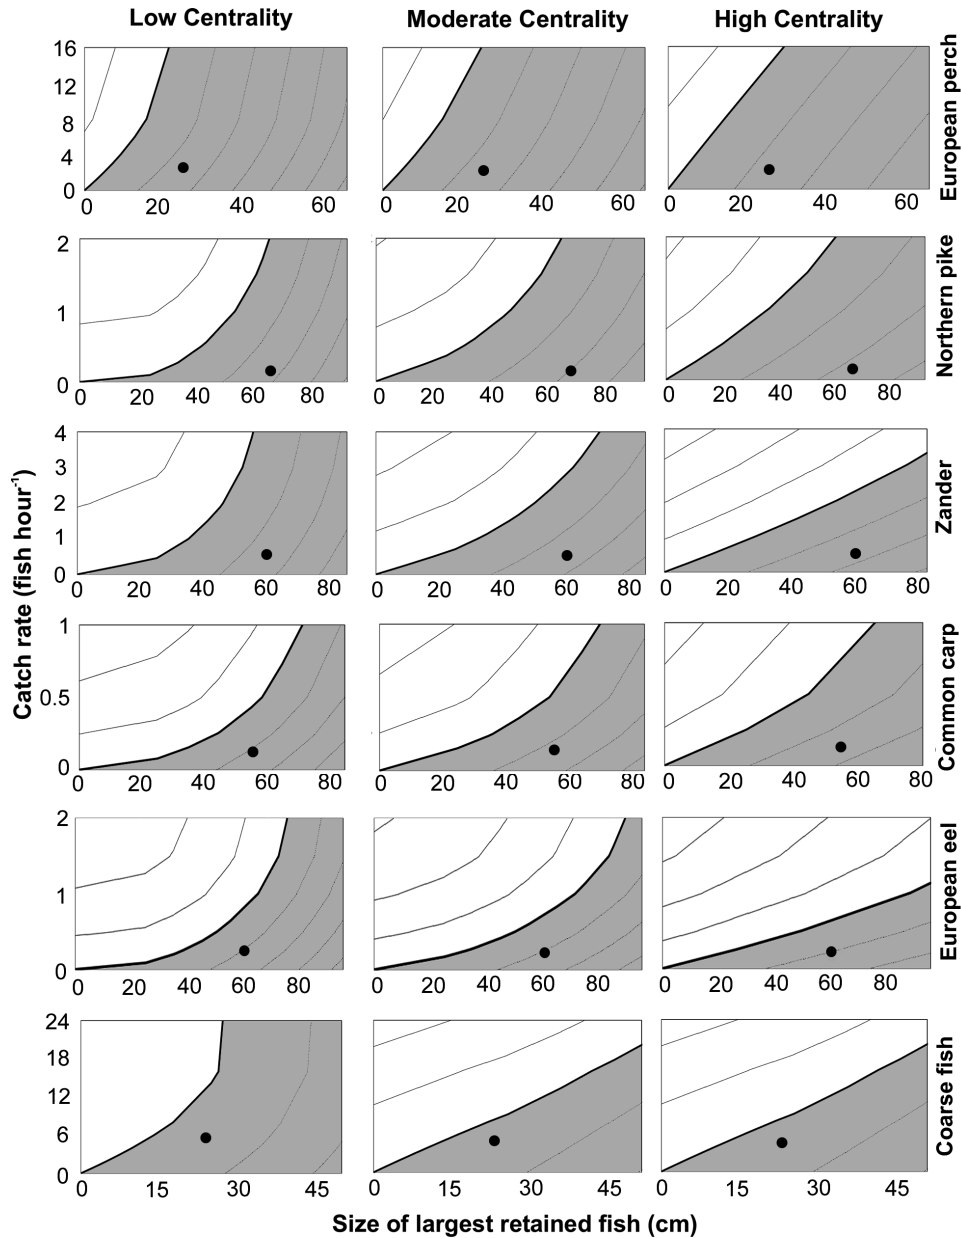 Low Centrality Moderate Centrality High Centrality
16
12
8
4
0
0 20 40 60
0 20 40 60
20 40 60
European perch
2
1
0
0 20 40 60 80
0 20 40 60 80
0 20 40 60 80
Northern pike
4
3
2
1
0
0 20 40 60 80
0 20 40 60 80
0 20 40 60 80
Zander
1
0.5
0
0 20 40 60 80
0 20 40 60 80
0 20 40 60 80
Common carp
2
1
0
0 20 40 60 80
0 20 40 60 80
0 20 40 60 80
European eel
24
18
12
6
0
0 15 30 45
0 15 30 45
0 15 30 45
Coarse fish
Catch rate (fish hour-1)
Size of largest retained fish (cm)